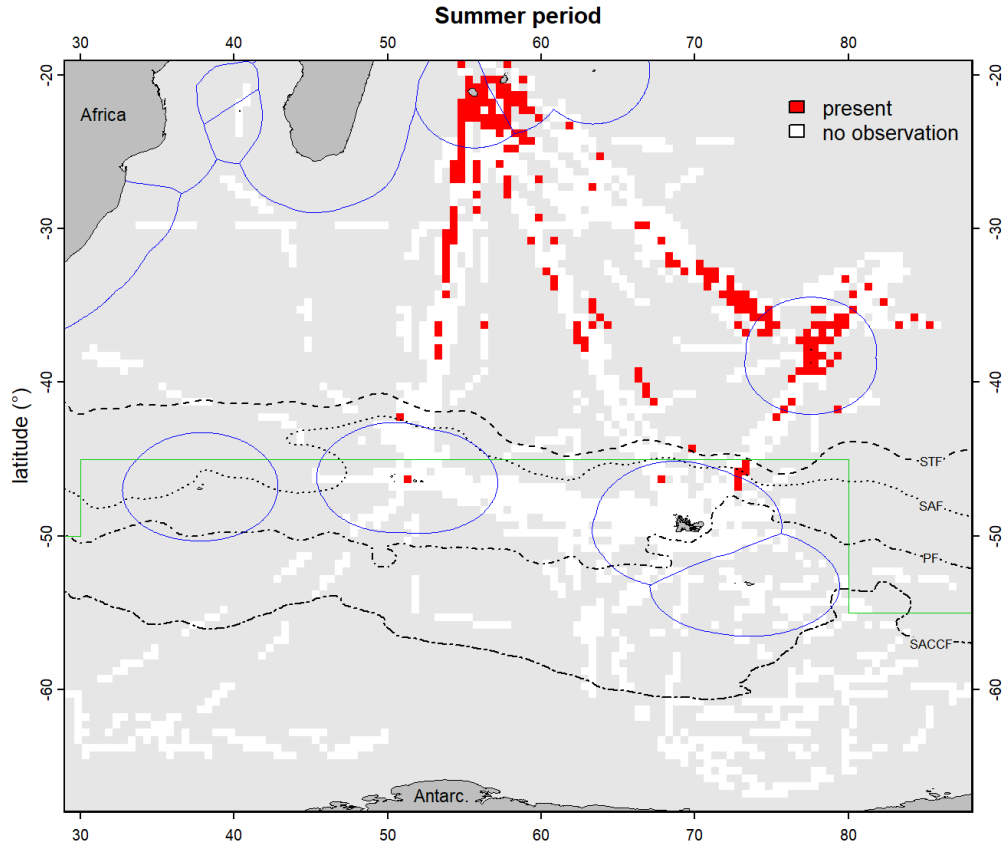 Summer period
30 40 50 60 70 80
-20 -20
Africa
present
no observation
-30 -30
-40 -40
latitude (°)
STF
SAF
-50 -50
PF
SACCF
-60 -60
Antarc.
30 40 50 60 70 80